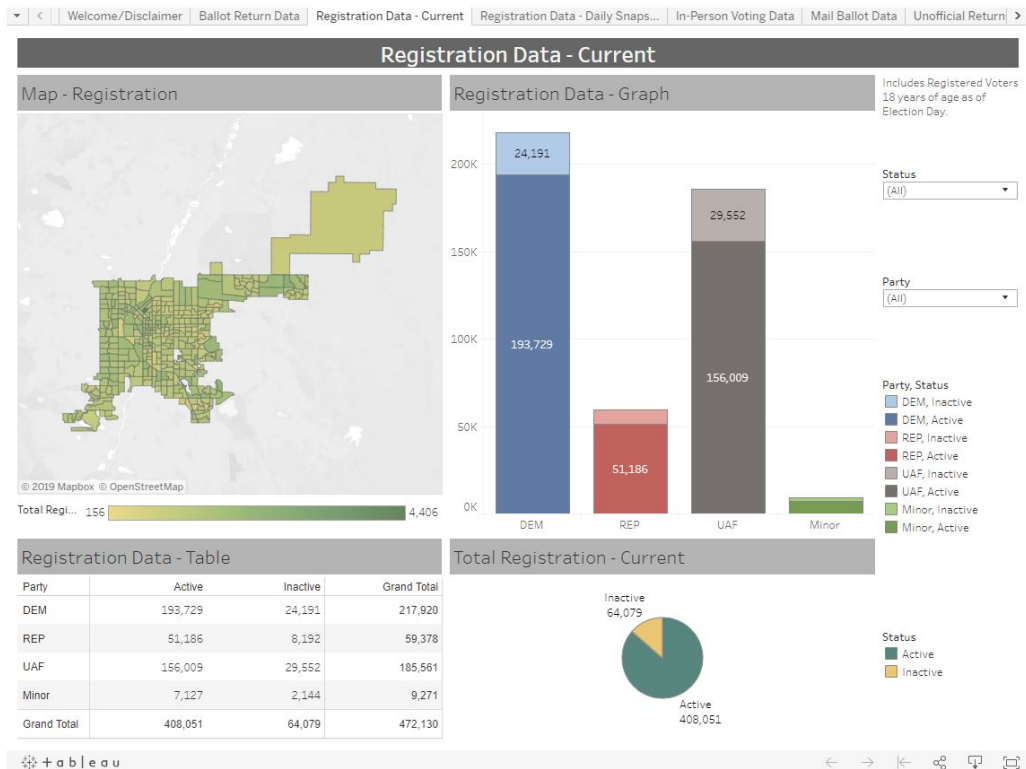 Welcome/Disclaimer Ballot Return Data Registration Data - Current Registration Data - Daily Snaps... In-Person Voting Data Mail Ballot Data Unofficial Return
Registration Data - Current
Map - Registration
© 2019 Mapbox © OpenStreetMap
Total Regi... 156 4,406
Registration Data - Graph
200K
150K
100K
50K
0K
24,191
193,729
51,186
29,552
156,009
DEM REP UAF Minor
Includes Registered Voters
18 years of age as of
Election Day.
Status
(All)
Party
(All)
Party, Status
DEM, Inactive
DEM, Active
REP, Inactive
REP, Active
UAF, Inactive
UAF, Active
Minor, Inactive
Minor, Active
Registration Data - Table
Party Active Inactive Grand Total
DEM 193,729 24,191 217,920
REP 51,186 8,192 59,378
UAF 156,009 29,552 185,561
Minor 7,127 2,144 9,271
Grand Total 408,051 64,079 472,130
Total Registration - Current
Inactive
64,079
Active
408,051
Status
Active
Inactive
+ a b l e a u